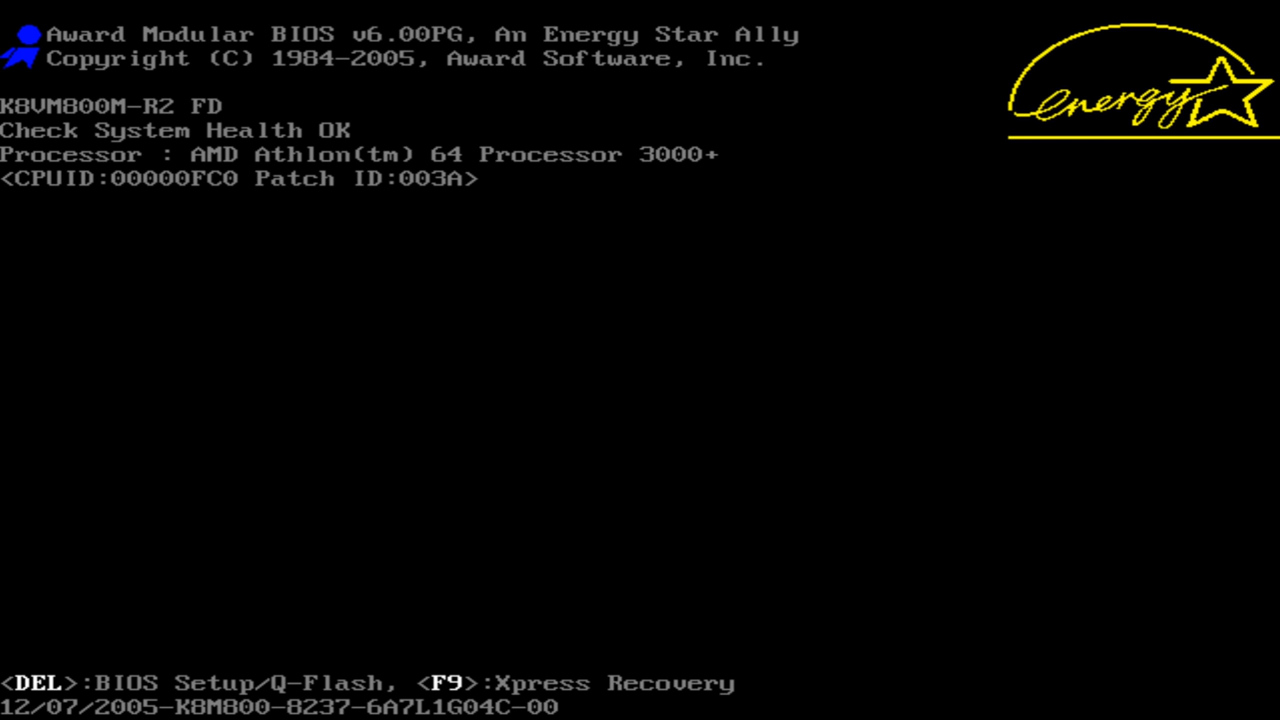 Award Modular BIOS v6.00PG, An Energy Star Ally
Copyright (C) 1984-2005, Award Software, Inc.
energy
K8VM800M-R2 FD
Check System Health OK
Processor : AMD Athlon(tm) 64 Processor 3000+
<CPUID:00000FC0 Patch ID:003A>
<DEL>:BIOS Setup/Q-Flash, <F9>:Xpress Recovery
12/07/2005-K8M800-8237-6A7L1G04C-00